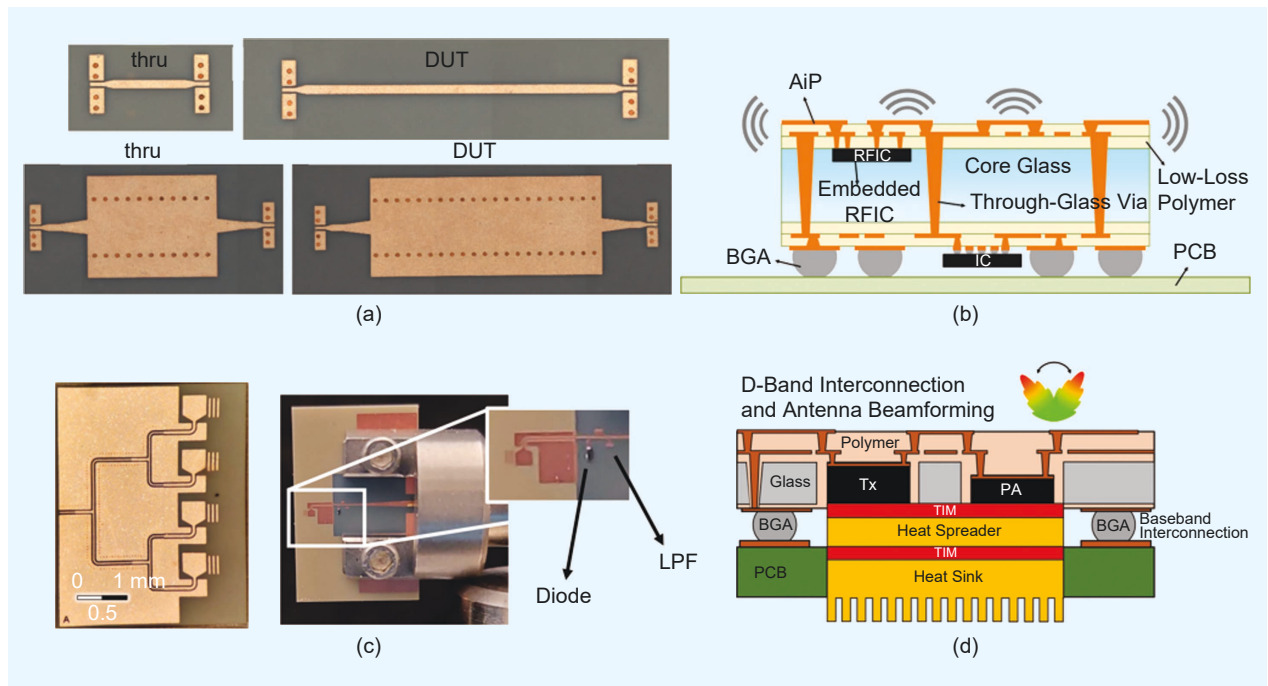 thru
DUT
thru
DUT
(a)
AiP
RFIC
Core Glass
Embedded
RFIC
Through-Glass Via
Low-Loss
Polymer
BGA
IC
PCB
(b)
0 1 mm
0.5
A
Diode
LPF
(c)
D-Band Interconnection
and Antenna Beamforming
Polymer
Glass
Tx
PA
TIM
BGA
Heat Spreader
BGA
Baseband
Interconnection
TIM
PCB
Heat Sink
(d)